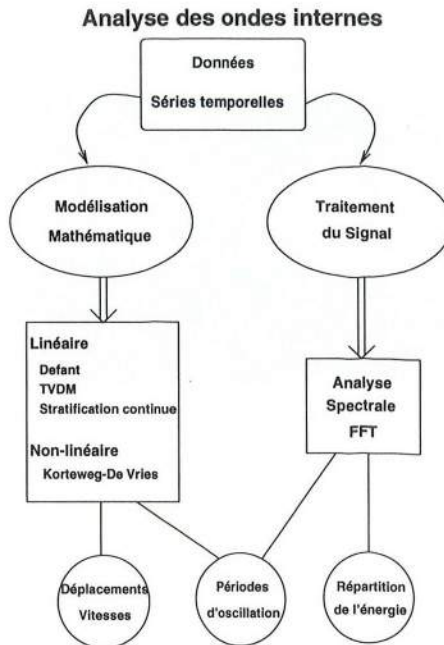 Analyse des ondes internes
Données
Séries temporelles
Modélisation
Mathématique
Traitement
du Signal
Linéaire
Defant
TVDM
Stratification continue
Non-linéaire
Korteweg-De Vries
Analyse
Spectrale
FFT
Déplacements
Vitesses
Périodes
d'oscillation
Répartition
de l'énergie